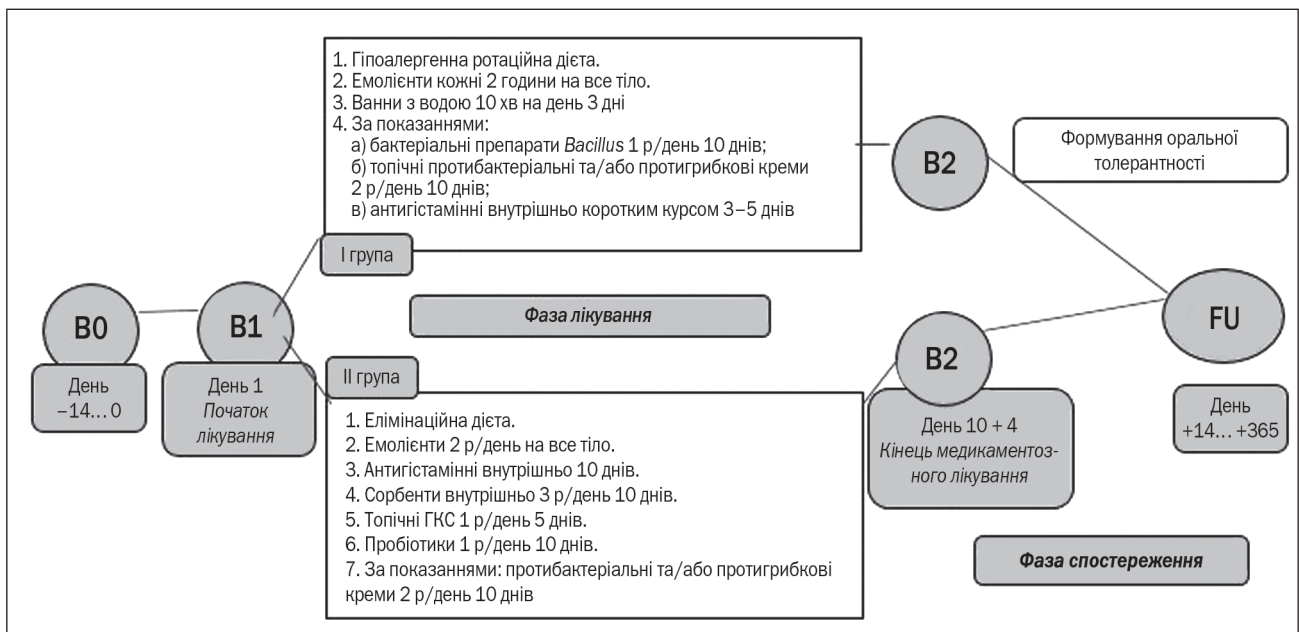 1. Гіпоалергенна ротаційна дієта.
2. Емолієнти кожні 2 години на все тіло.
3. Ванни з водою 10 хв на день 3 дні
4. За показаннями:
а) бактеріальні препарати Bacillus 1 р/день 10 днів;
б) топічні протибактеріальні та/або протигрибкові креми
2 р/день 10 днів;
в) антигістамінні внутрішньо коротким курсом 3–5 днів
І група
В2
Формування оральної
толерантності
В0
День
–14... 0
В1
День 1
Початок
лікування
Фаза лікування
FU
День
+14... +365
ІІ група
1. Елімінаційна дієта.
2. Емолієнти 2 р/день на все тіло.
3. Антигістамінні внутрішньо 10 днів.
4. Сорбенти внутрішньо 3 р/день 10 днів.
5. Топічні ГКС 1 р/день 5 днів.
6. Пробіотики 1 р/день 10 днів.
7. За показаннями: протибактеріальні та/або протигрибкові
креми 2 р/день 10 днів
В2
День 10 + 4
Кінець медикаментоз-
ного лікування
Фаза спостереження